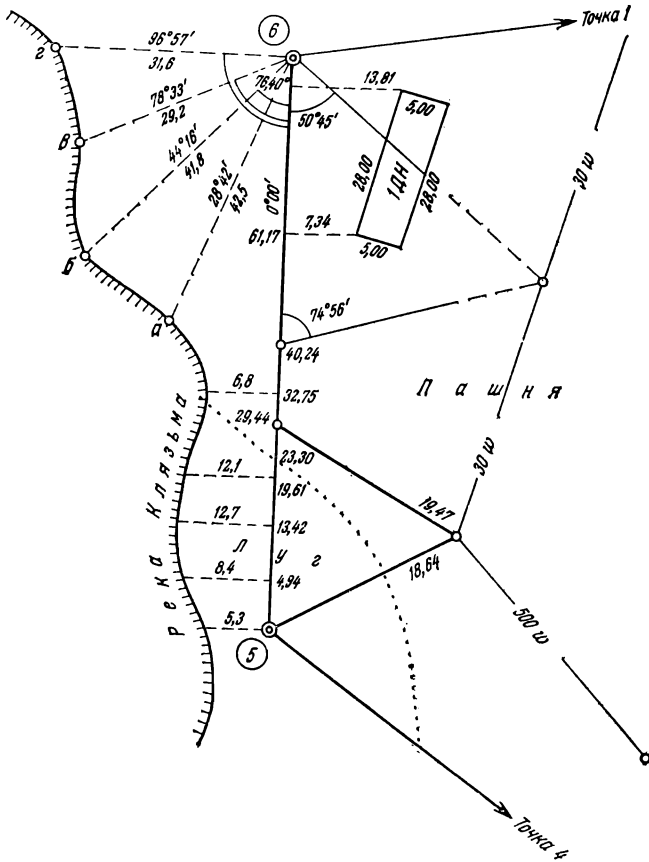 6
Точка 1
г
96°57'
31,6
в
78°33'
29,2
76,40°
13,81
5,00
50°45'
44°16'
41,8
28°42'
42,5
0°00'
28,00
1ДН
28,00
30 ш
б
61,17
7,34
5,00
а
74°56'
40,24
6,8
32,75
Пашня
29,44
23,30
12,1
19,61
30 ш
19,47
12,7
13,42
Луг
18,64
8,4
4,94
река Клязьма
5,3
5
500 ш
Точка 4